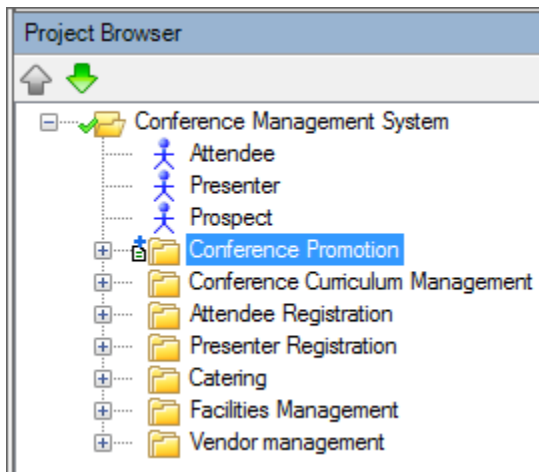 Project Browser
Conference Management System
Attendee
Presenter
Prospect
Conference Promotion
Conference Curriculum Management
Attendee Registration
Presenter Registration
Catering
Facilities Management
Vendor management